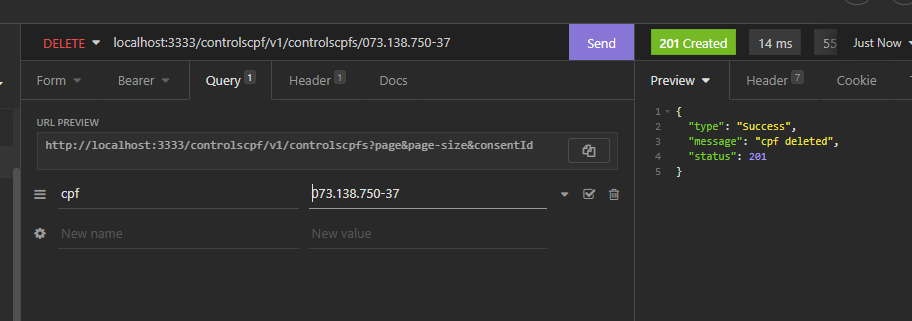 DELETE localhost:3333/controlscpf/v1/controlscpfs/073.138.750-37 Send 201 Created 14 ms 55 Just Now
Form Bearer Query 1 Header 1 Docs Preview Header 7 Cookie
URL PREVIEW
http://localhost:3333/controlscpf/v1/controlscpfs?page&page-size&consentId
cpf 073.138.750-37
New name New value
1 {
2 "type": "Success",
3 "message": "cpf deleted",
4 "status": 201
5 }